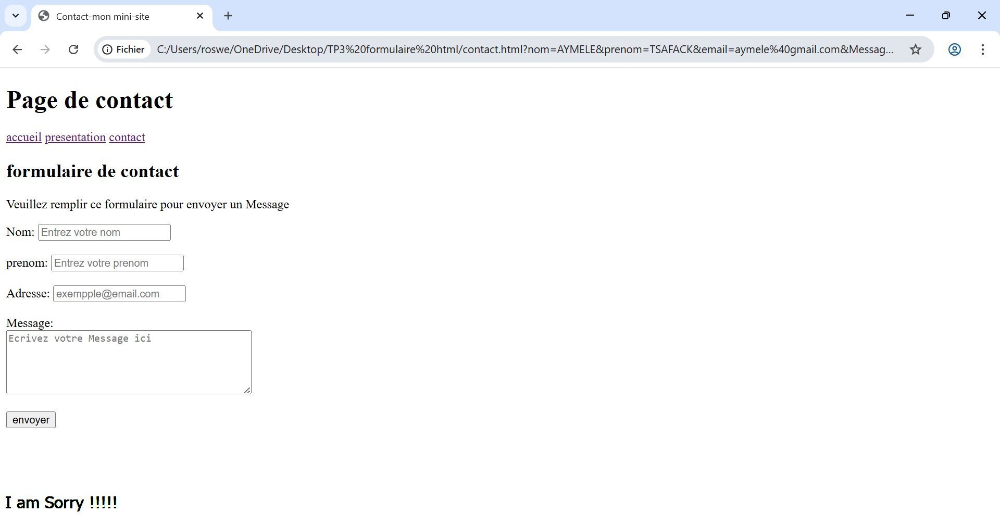 Contact-mon mini-site
Fichier C:/Users/roswe/OneDrive/Desktop/TP3%20formulaire%20html/contact.html?nom=AYMELE&prenom=TSAFACK&email=aymele%40gmail.com&Messag...
Page de contact
accueil presentation contact
formulaire de contact
Veuillez remplir ce formulaire pour envoyer un Message
Nom: Entrez votre nom
prenom: Entrez votre prenom
Adresse: exempple@email.com
Message:
Ecrivez votre Message ici
envoyer
I am Sorry !!!!!